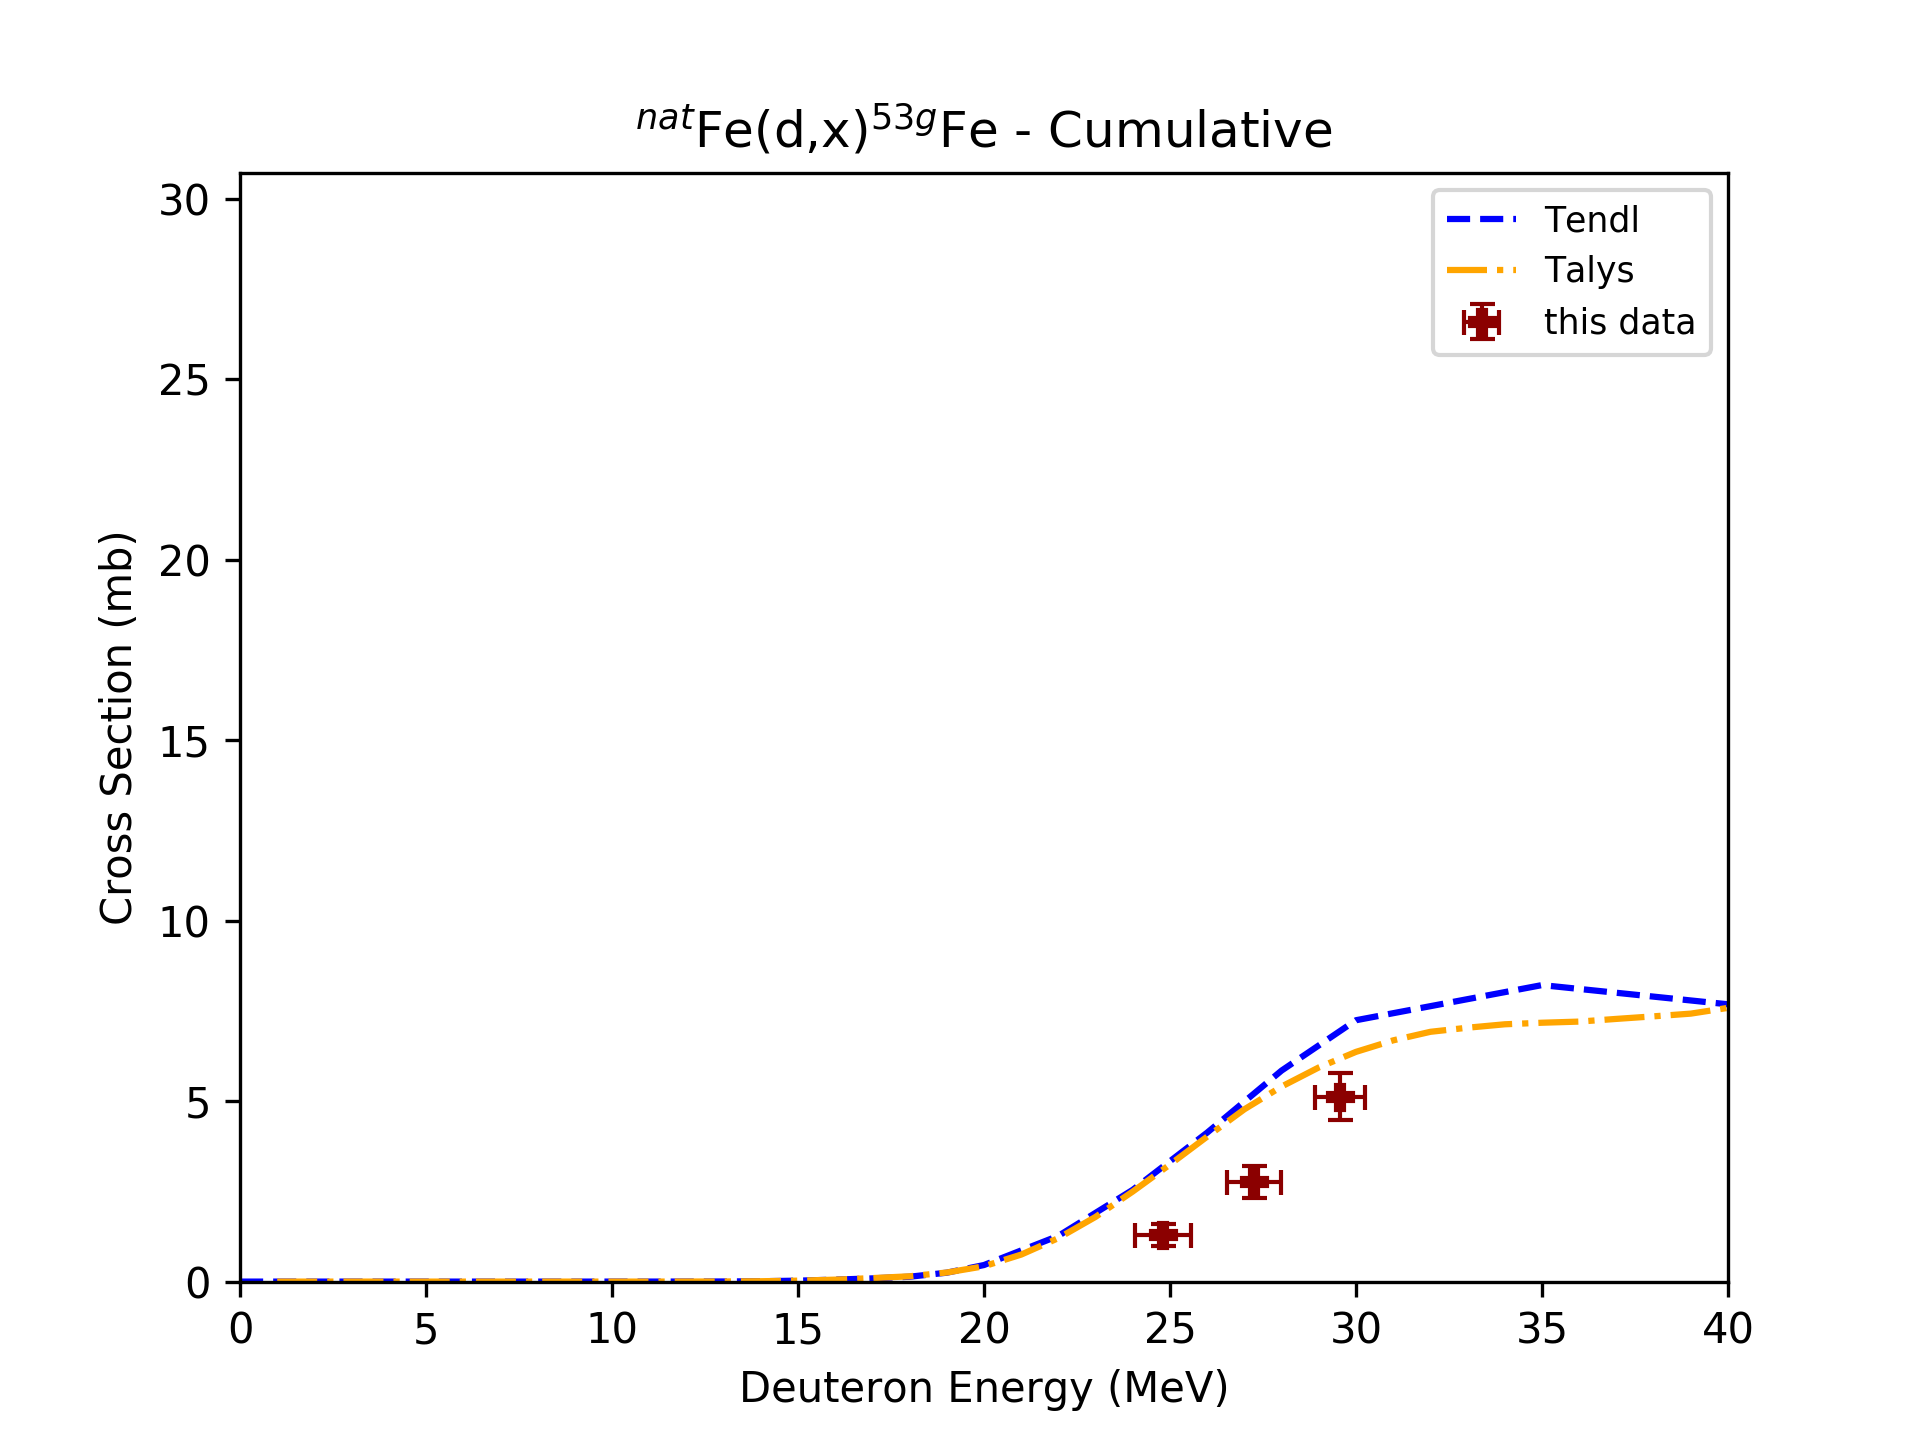 natFe(d,x)53gFe - Cumulative
Tendl
Talys
this data
Cross Section (mb)
30
25
20
15
10
5
0
0 5 10 15 20 25 30 35 40
Deuteron Energy (MeV)